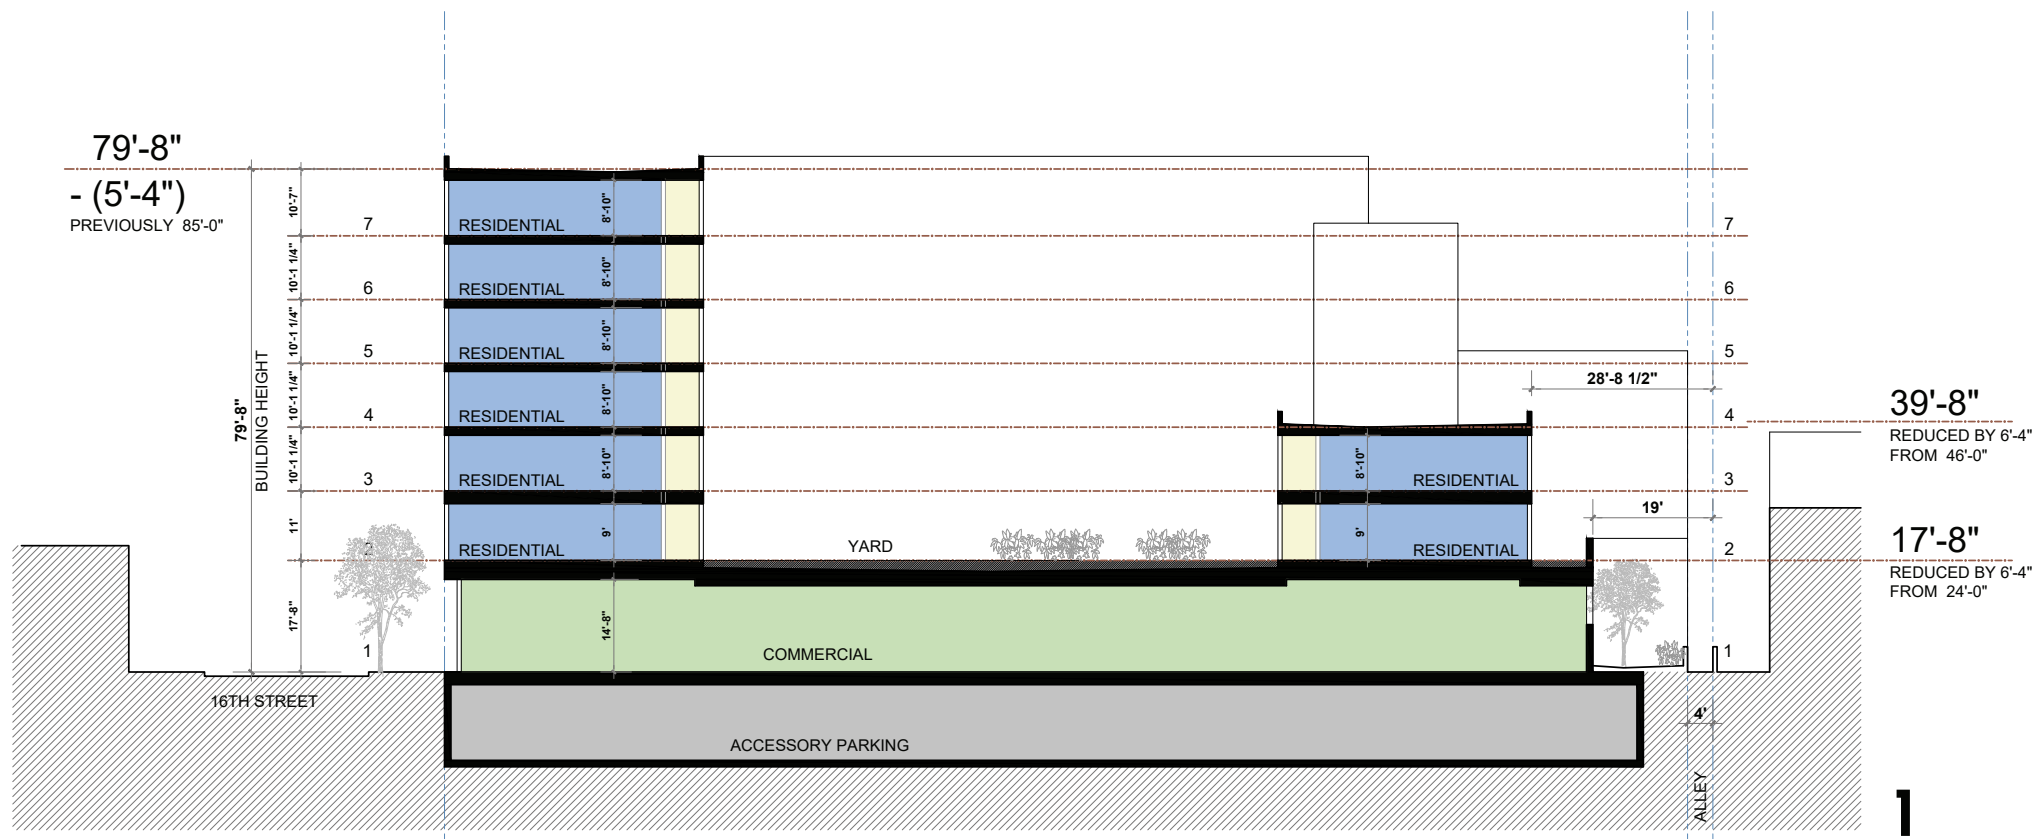 79'-8"
- (5'-4")
PREVIOUSLY 85'-0"
79'-8"
BUILDING HEIGHT
10'-7"
10'-1 1/4"
10'-1 1/4"
10'-1 1/4"
10'-1 1/4"
11'
17'-8"
7
6
5
4
3
2
1
RESIDENTIAL
RESIDENTIAL
RESIDENTIAL
RESIDENTIAL
RESIDENTIAL
RESIDENTIAL
8'-10"
8'-10"
8'-10"
8'-10"
8'-10"
9'
14'-8"
YARD
COMMERCIAL
ACCESSORY PARKING
16TH STREET
8'-10"
9'
RESIDENTIAL
RESIDENTIAL
28'-8 1/2"
19'
4'
ALLEY
7
6
5
4
3
2
1
39'-8"
REDUCED BY 6'-4"
FROM 46'-0"
17'-8"
REDUCED BY 6'-4"
FROM 24'-0"
1